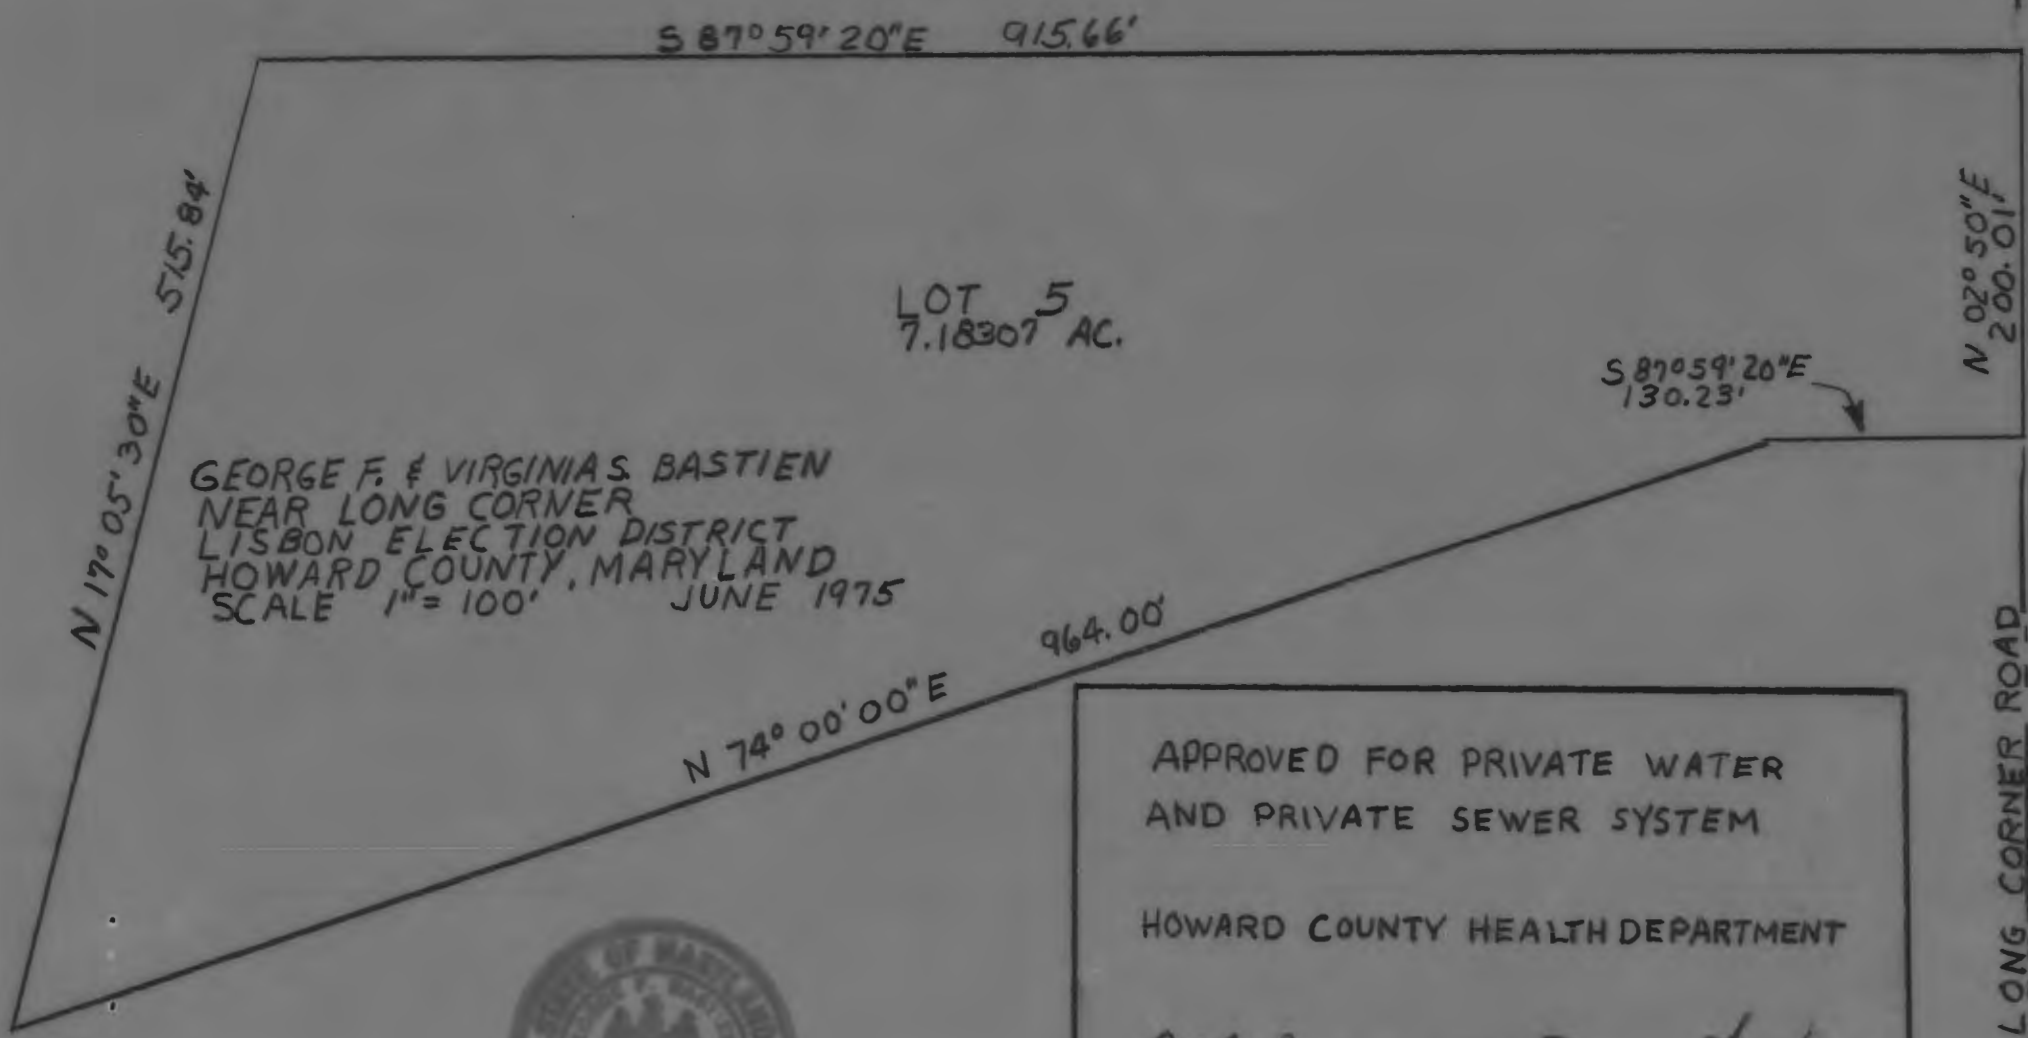 S 87° 59' 20" E 915.66'
N 17° 05' 30" E 515.84'
LOT 5
7.18307 AC.
N 02° 50" E
200.01'
S 87° 59' 20" E
130.23'
GEORGE F. & VIRGINIA S. BASTIEN
NEAR LONG CORNER
LISBON ELECTION DISTRICT
HOWARD COUNTY, MARYLAND
SCALE 1" = 100' JUNE 1975
N 74° 00' 00" E 964.00'
LONG CORNER ROAD
APPROVED FOR PRIVATE WATER
AND PRIVATE SEWER SYSTEM
HOWARD COUNTY HEALTH DEPARTMENT
STATE OF MARYLAND